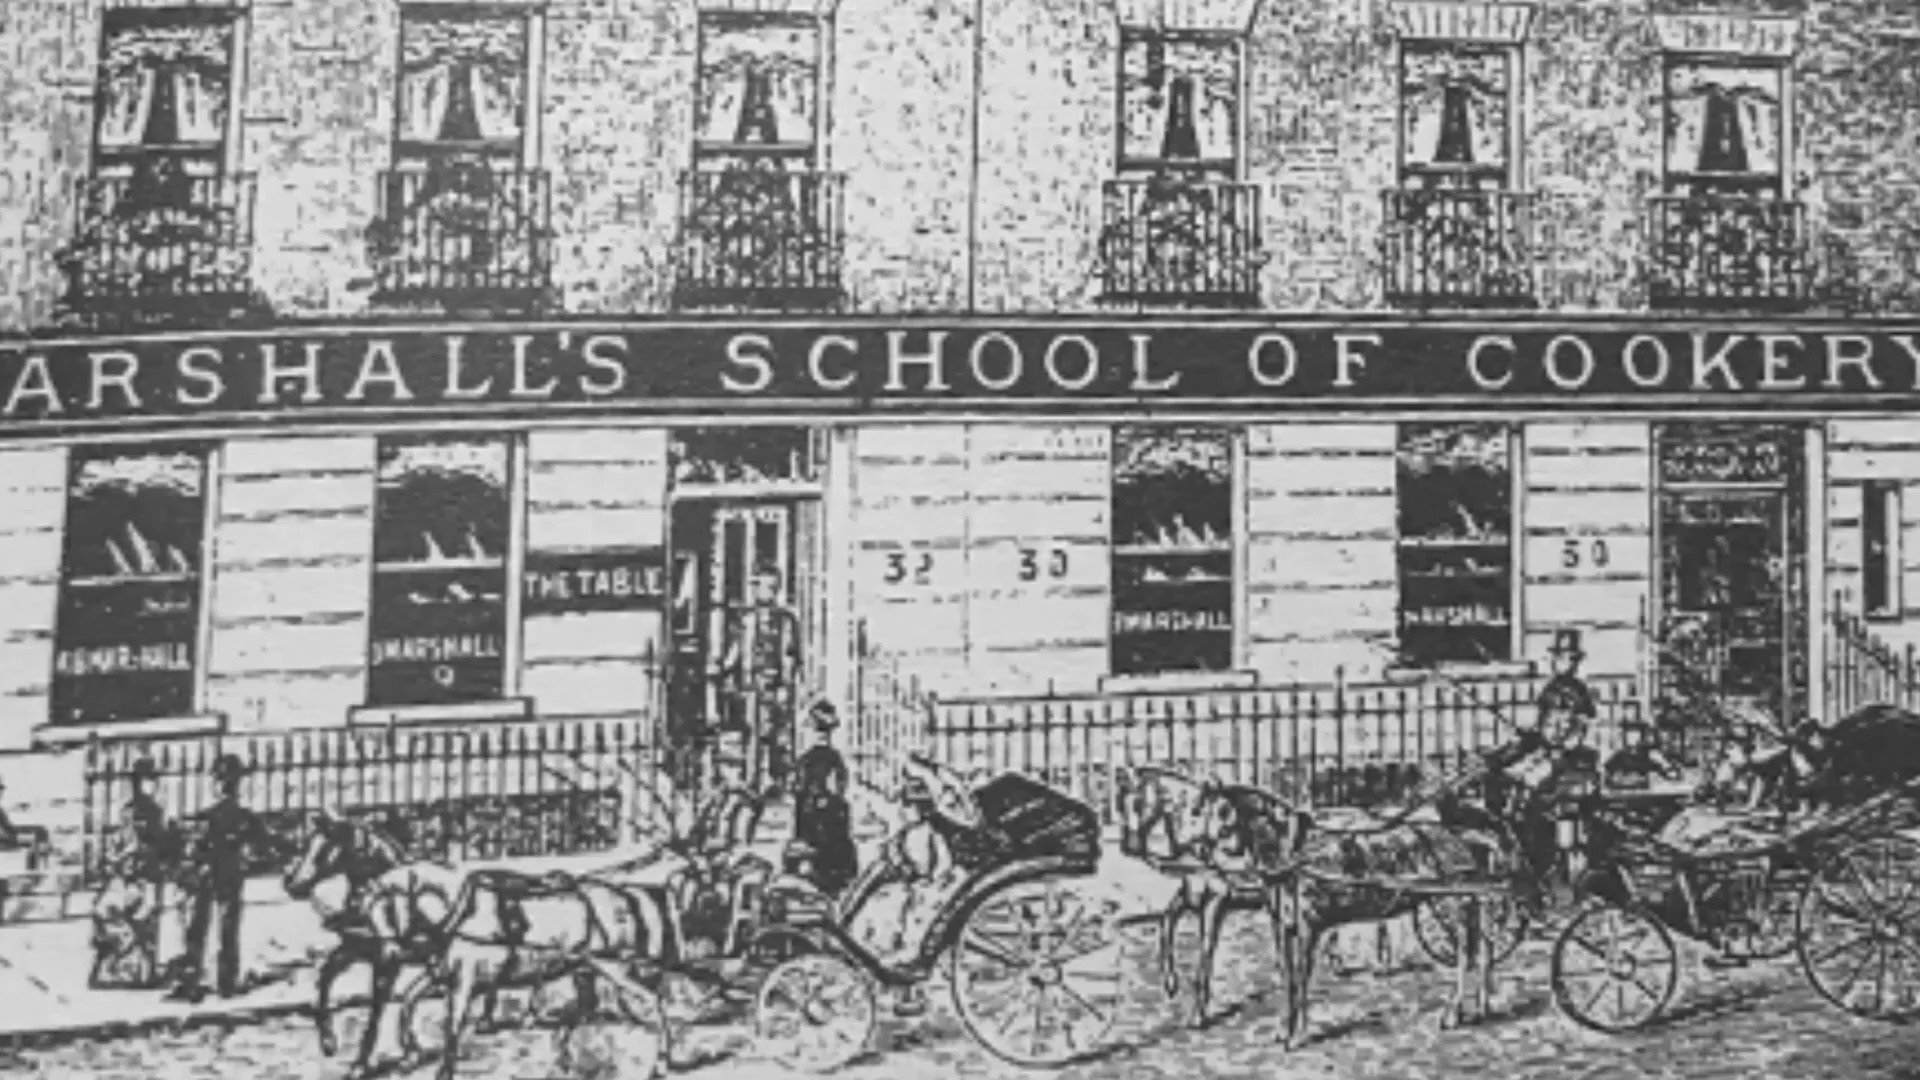 ARSHALL'S SCHOOL OF COOKERY
THE TABLE
32 30
30
MARSHALL
MARSHALL